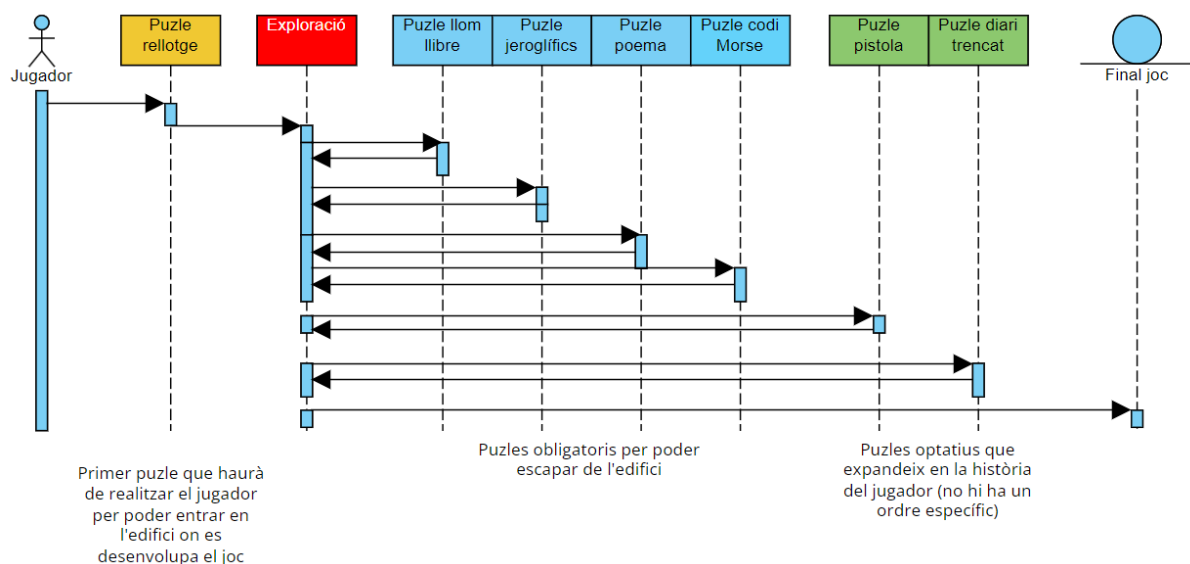 Jugador
Puzle
rellotge
Exploració
Puzle llom
llibre
Puzle
jeroglífics
Puzle
poema
Puzle codi
Morse
Puzle
pistola
Puzle diari
trencat
Final joc
Primer puzle que haurà
de realitzar el jugador
per poder entrar en
l'edifici on es
desenvolupa el joc
Puzles obligatoris per poder
escapar de l'edifici
Puzles optatius que
expandeix en la història
del jugador (no hi ha un
ordre específic)